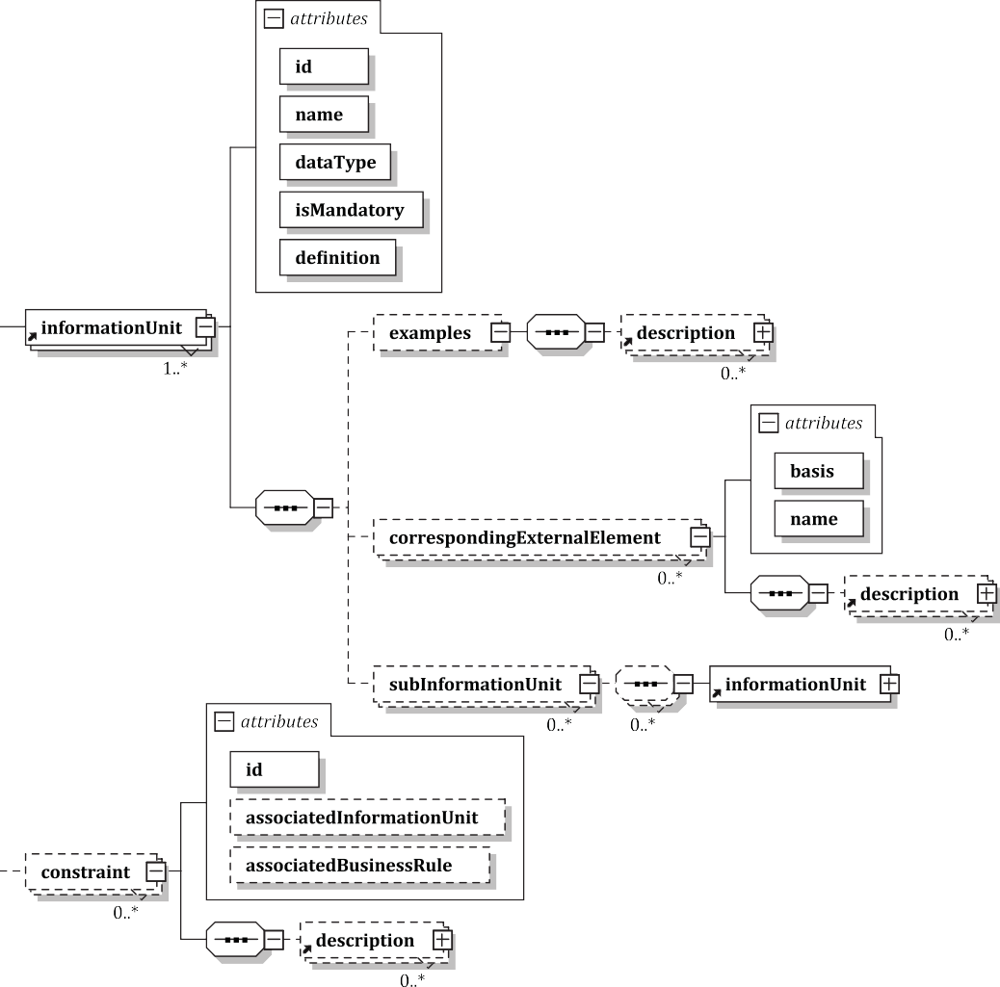 attributes
id
name
dataType
isMandatory
definition
informationUnit
1..*
examples
description
0..*
attributes
basis
name
correspondingExternalElement
0..*
description
0..*
subInformationUnit
0..*
0..*
informationUnit
attributes
id
associatedInformationUnit
associatedBusinessRule
constraint
0..*
description
0..*